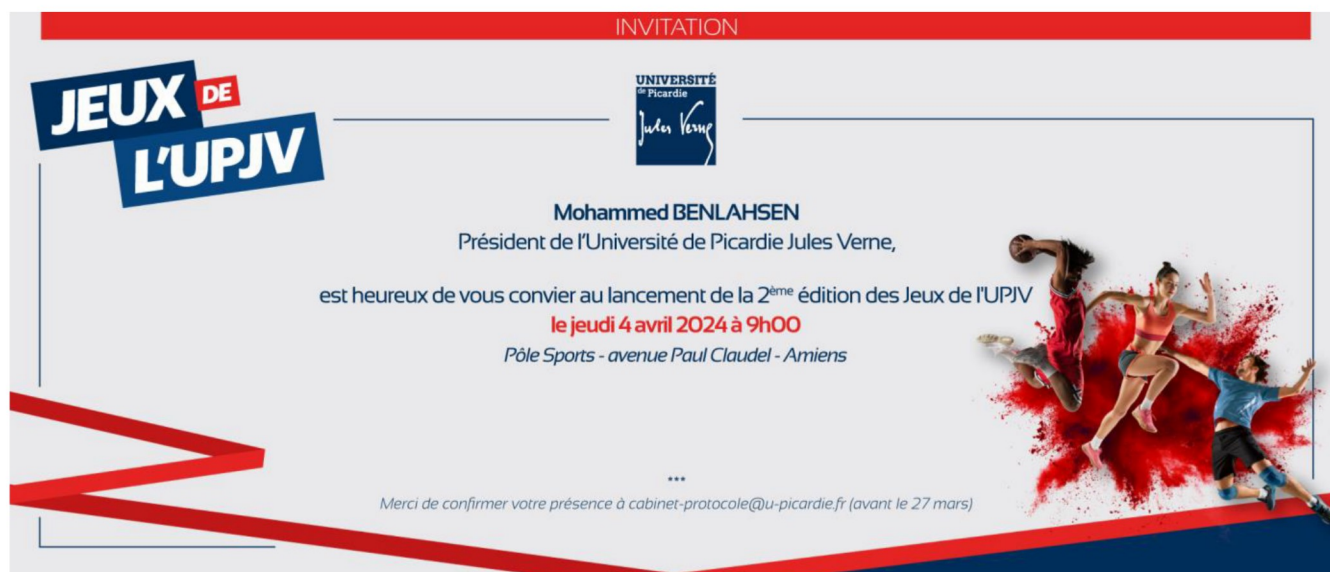 INVITATION
JEUX DE
L'UPJV
UNIVERSITÉ
de Picardie
Jules Verne
Mohammed BENLAHSEN
Président de l'Université de Picardie Jules Verne,
est heureux de vous convier au lancement de la 2ème édition des Jeux de l'UPJV
le jeudi 4 avril 2024 à 9h00
Pôle Sports - avenue Paul Claudel - Amiens
***
Merci de confirmer votre présence à cabinet-protocole@u-picardie.fr (avant le 27 mars)